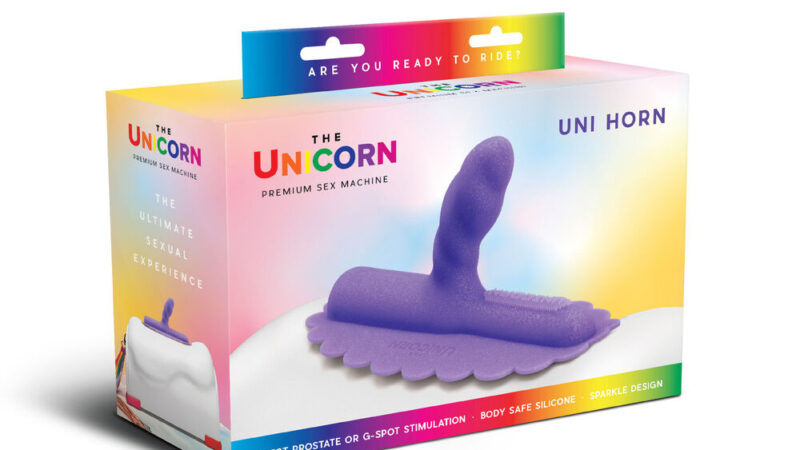 ARE YOU READY TO RIDE?
THE
UNICORN
PREMIUM SEX MACHINE
THE
ULTIMATE
SEXUAL
EXPERIENCE
THE
UNICORN
PREMIUM SEX MACHINE
UNI HORN
UNICORN
PROSTATE OR G-SPOT STIMULATION · BODY SAFE SILICONE · SPARKLE DESIGN